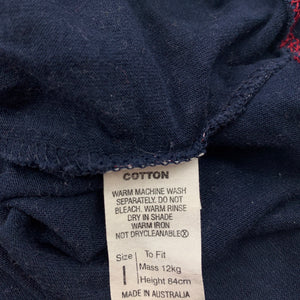 COTTON
WARM MACHINE WASH
SEPARATELY. DO NOT
BLEACH. WARM RINSE
DRY IN SHADE
WARM IRON
NOT DRYCLEANABLEⓍ
Size
1
To Fit
Mass 12kg
Height 84cm
MADE IN AUSTRALIA